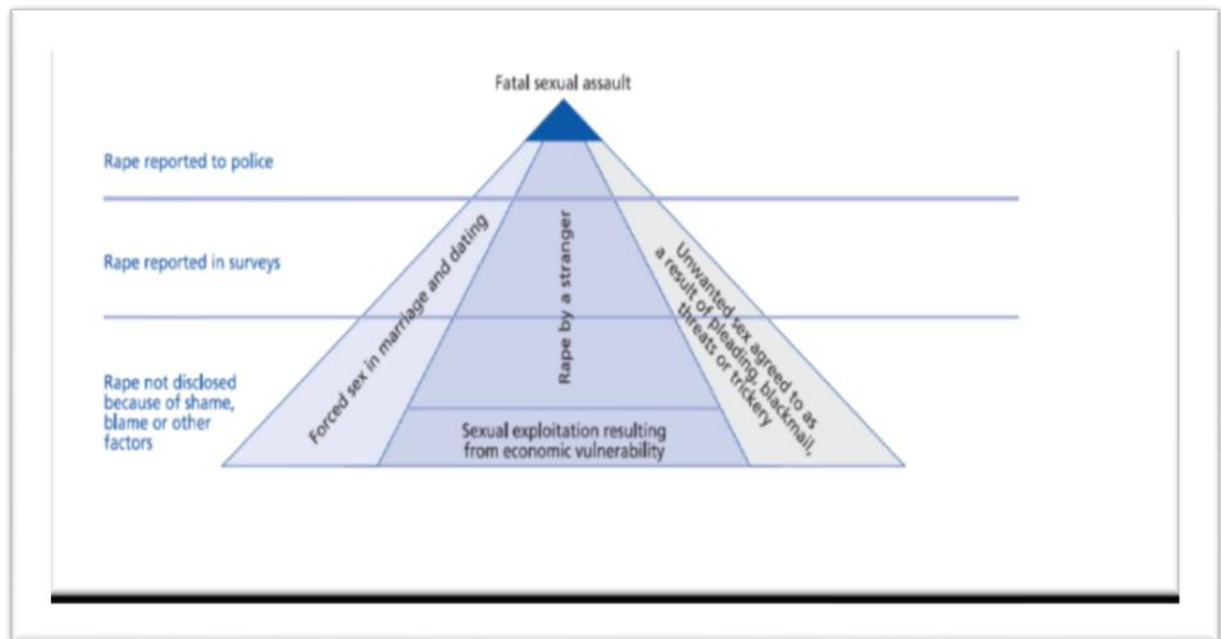 Fatal sexual assault
Rape reported to police
Rape reported in surveys
Rape not disclosed
because of shame,
blame or other
factors
Forced sex in marriage and dating
Rape by a stranger
Unwanted sex agreed to as
a result of pleading, blackmail,
threats or trickery
Sexual exploitation resulting
from economic vulnerability